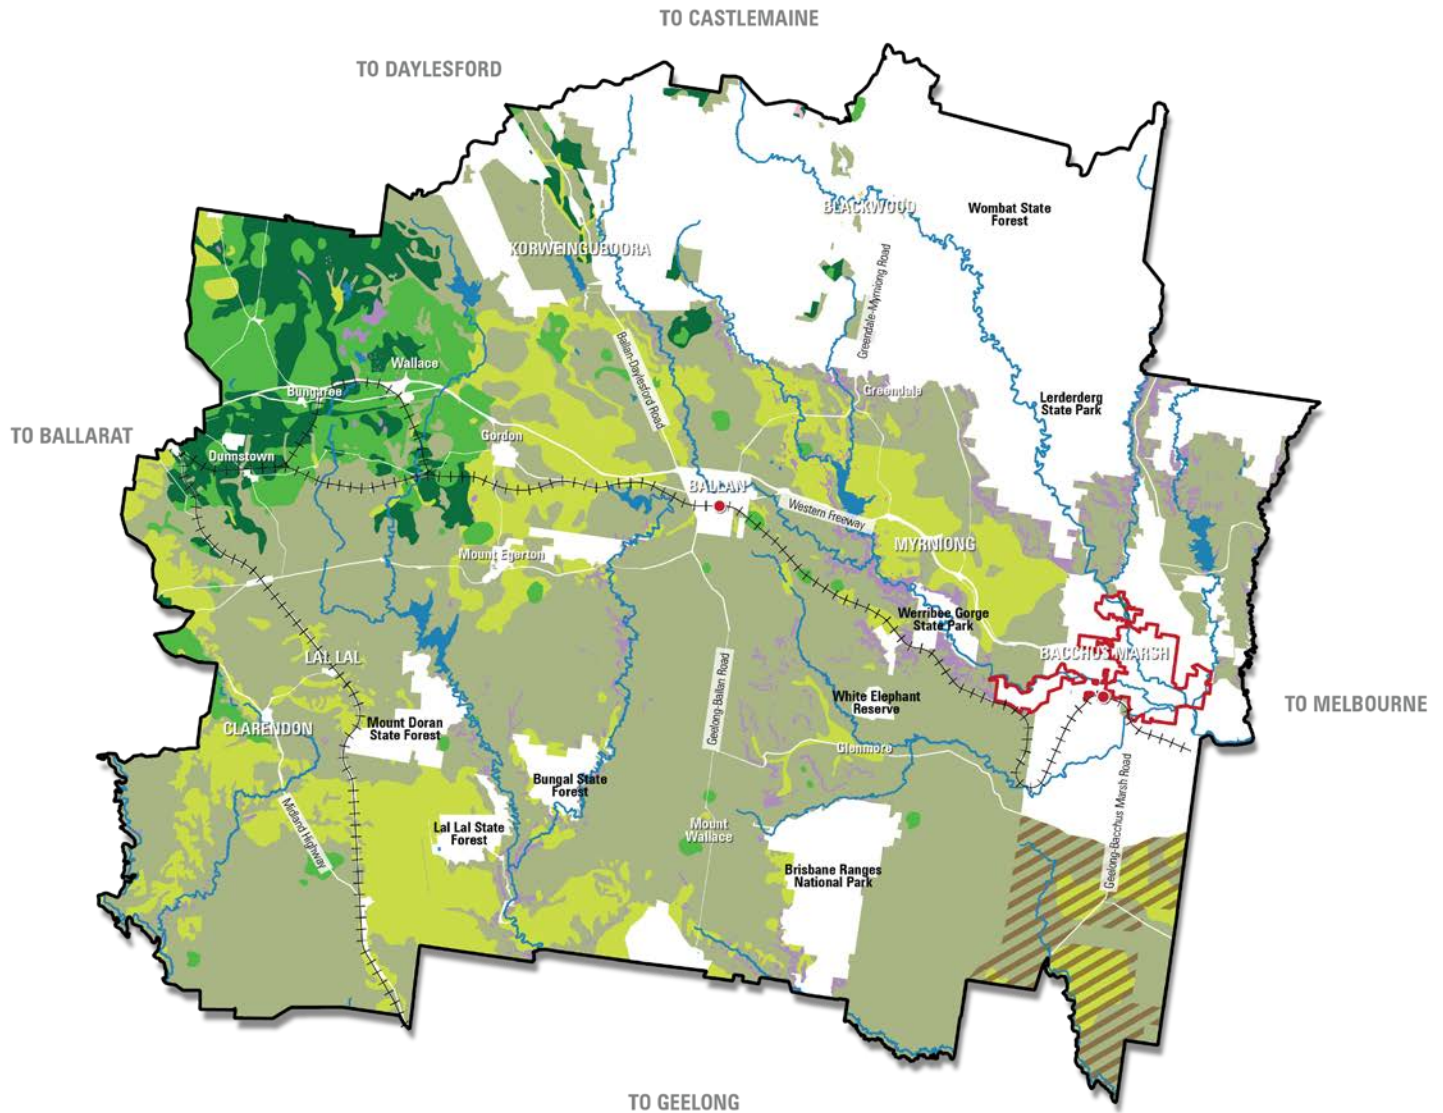 TO CASTLEMAINE
TO DAYLESFORD
BLACKWOOD
Wombat State
Forest
KORWEINGUBOORA
Greendale-Myrniong Road
Ballan-Daylesford Road
Wallace
Bungaree
Greendale
Lerderderg
State Park
TO BALLARAT
Gordon
Dunnstown
BALLAN
Western Freeway
Mount Egerton
MYRNIONG
Werribee Gorge
State Park
LAL LAL
BACCHUS MARSH
Geelong-Ballan Road
White Elephant
Reserve
TO MELBOURNE
CLARENDON
Mount Doran
State Forest
Glenmore
Bungal State
Forest
Midland Highway
Lal Lal State
Forest
Mount
Wallace
Geelong-Bacchus Marsh Road
Brisbane Ranges
National Park
TO GEELONG